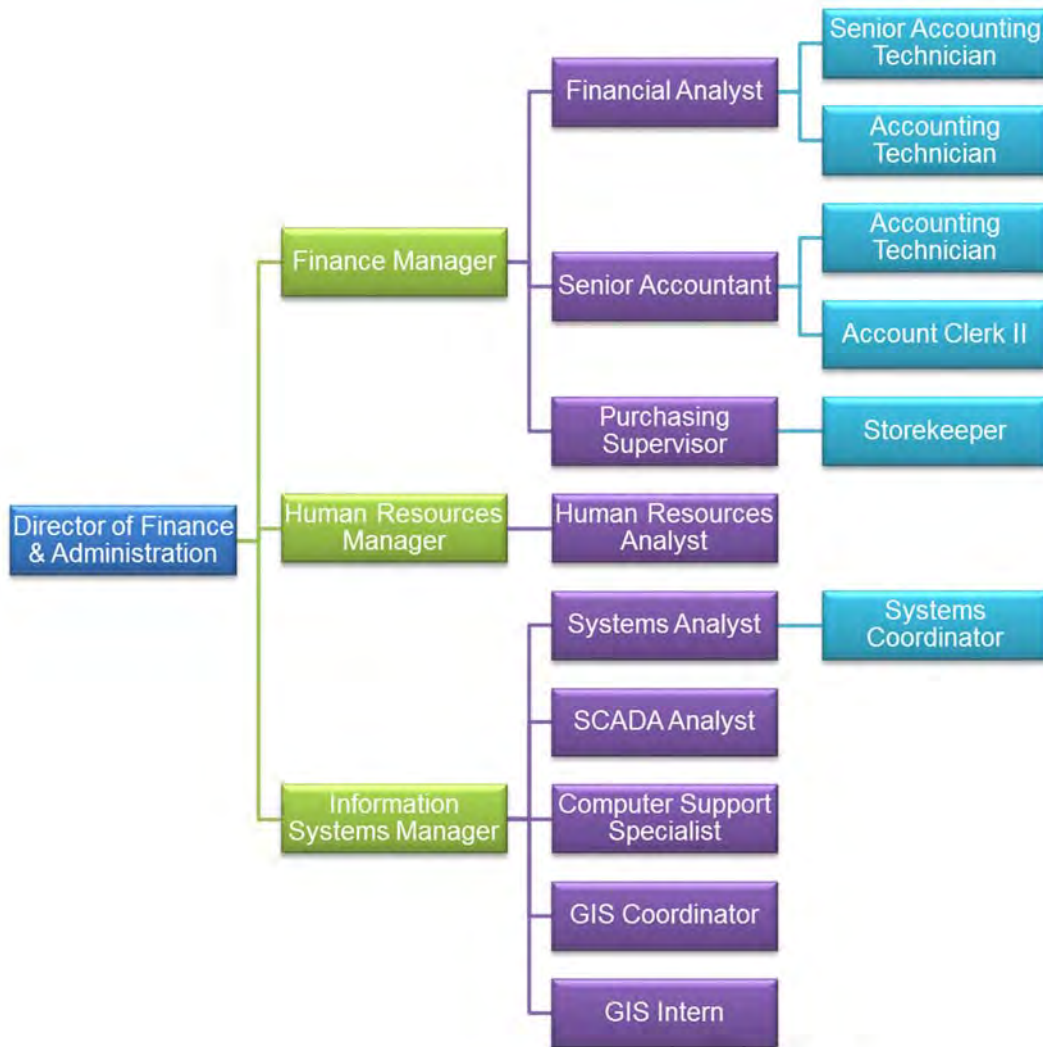 Director of Finance
& Administration
Finance Manager
Financial Analyst
Senior Accounting
Technician
Accounting
Technician
Senior Accountant
Accounting
Technician
Account Clerk II
Purchasing
Supervisor
Storekeeper
Human Resources
Manager
Human Resources
Analyst
Information
Systems Manager
Systems Analyst
Systems
Coordinator
SCADA Analyst
Computer Support
Specialist
GIS Coordinator
GIS Intern